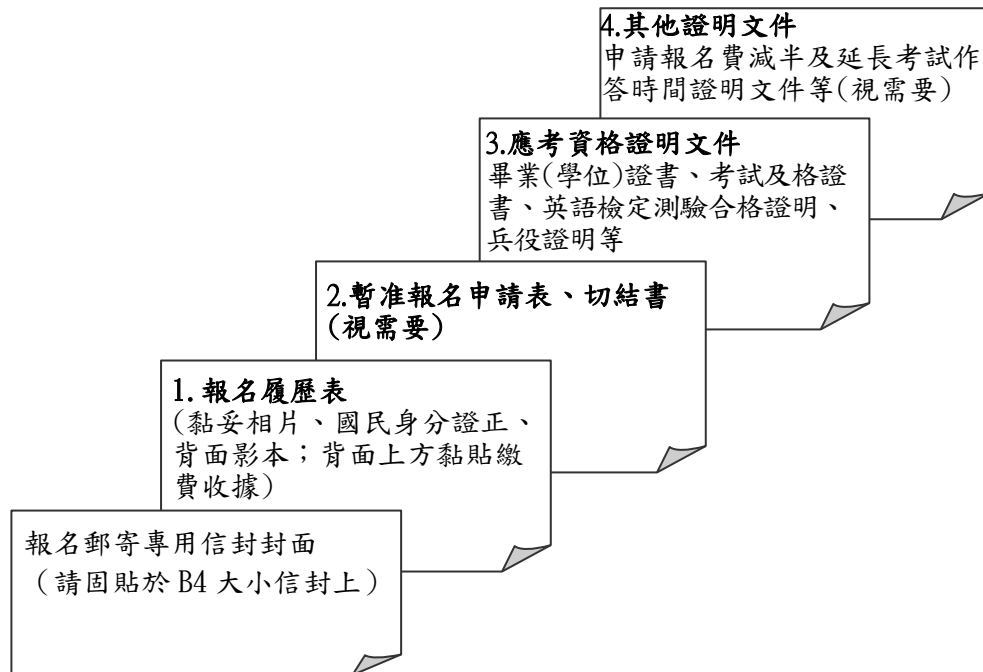 4.其他證明文件
申請報名費減半及延長考試作
答時間證明文件等(視需要)
3.應考資格證明文件
畢業(學位)證書、考試及格證
書、英語檢定測驗合格證明、
兵役證明等
2.暫准報名申請表、切結書
(視需要)
1.報名履歷表
(黏妥相片、國民身分證正、
背面影本；背面上方黏貼繳
費收據)
報名郵寄專用信封封面
（請固貼於 B4 大小信封上）